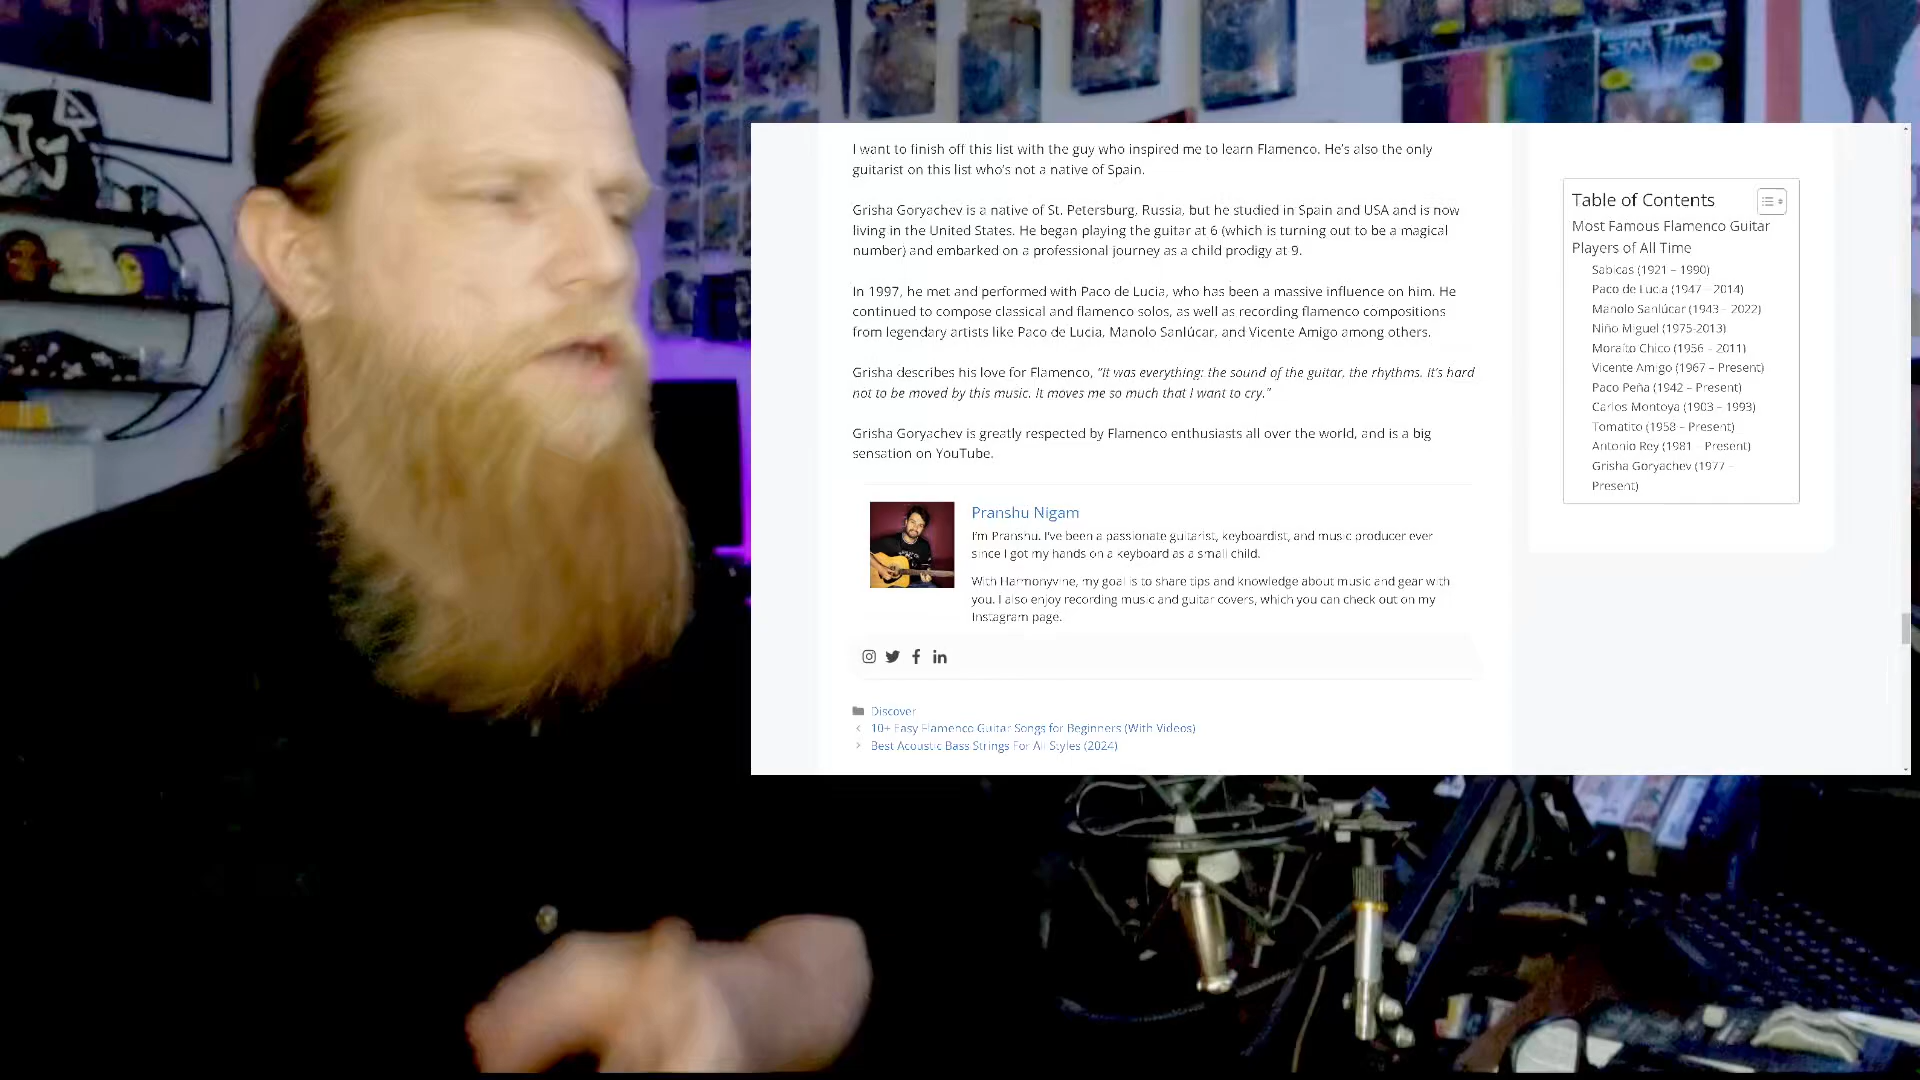 STAR TREK
I want to finish off this list with the guy who inspired me to learn Flamenco. He's also the only
guitarist on this list who's not a native of Spain.
Grisha Goryachev is a native of St. Petersburg, Russia, but he studied in Spain and USA and is now
living in the United States. He began playing the guitar at 6 (which is turning out to be a magical
number) and embarked on a professional journey as a child prodigy at 9.
In 1997, he met and performed with Paco de Lucia, who has been a massive influence on him. He
continued to compose classical and flamenco solos, as well as recording flamenco compositions
from legendary artists like Paco de Lucia, Manolo Sanlúcar, and Vicente Amigo among others.
Grisha describes his love for Flamenco, "It was everything: the sound of the guitar, the rhythms. It's hard
not to be moved by this music. It moves me so much that I want to cry."
Grisha Goryachev is greatly respected by Flamenco enthusiasts all over the world, and is a big
sensation on YouTube.
Pranshu Nigam
I'm Pranshu. I've been a passionate guitarist, keyboardist, and music producer ever
since I got my hands on a keyboard as a small child.
With Harmonyvine, my goal is to share tips and knowledge about music and gear with
you. I also enjoy recording music and guitar covers, which you can check out on my
Instagram page.
Discover
10+ Easy Flamenco Guitar Songs for Beginners (With Videos)
Best Acoustic Bass Strings For All Styles (2024)
Table of Contents
Most Famous Flamenco Guitar
Players of All Time
Sabicas (1921 – 1990)
Paco de Lucia (1947 – 2014)
Manolo Sanlúcar (1943 – 2022)
Niño Miguel (1975-2013)
Moraíto Chico (1956 – 2011)
Vicente Amigo (1967 – Present)
Paco Peña (1942 – Present)
Carlos Montoya (1903 – 1993)
Tomatito (1958 – Present)
Antonio Rey (1981 – Present)
Grisha Goryachev (1977 –
Present)